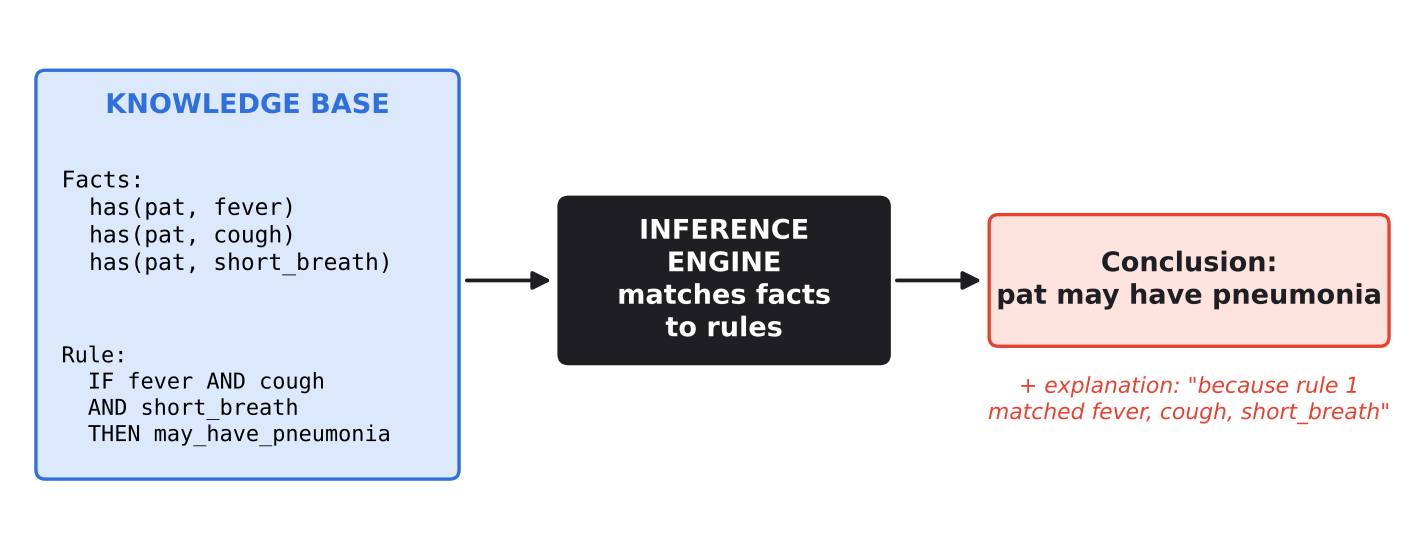 KNOWLEDGE BASE
Facts:
  has(pat, fever)
  has(pat, cough)
  has(pat, short_breath)
Rule:
  IF fever AND cough
  AND short_breath
  THEN may_have_pneumonia
INFERENCE
ENGINE
matches facts
to rules
Conclusion:
pat may have pneumonia
+ explanation: "because rule 1
matched fever, cough, short_breath"